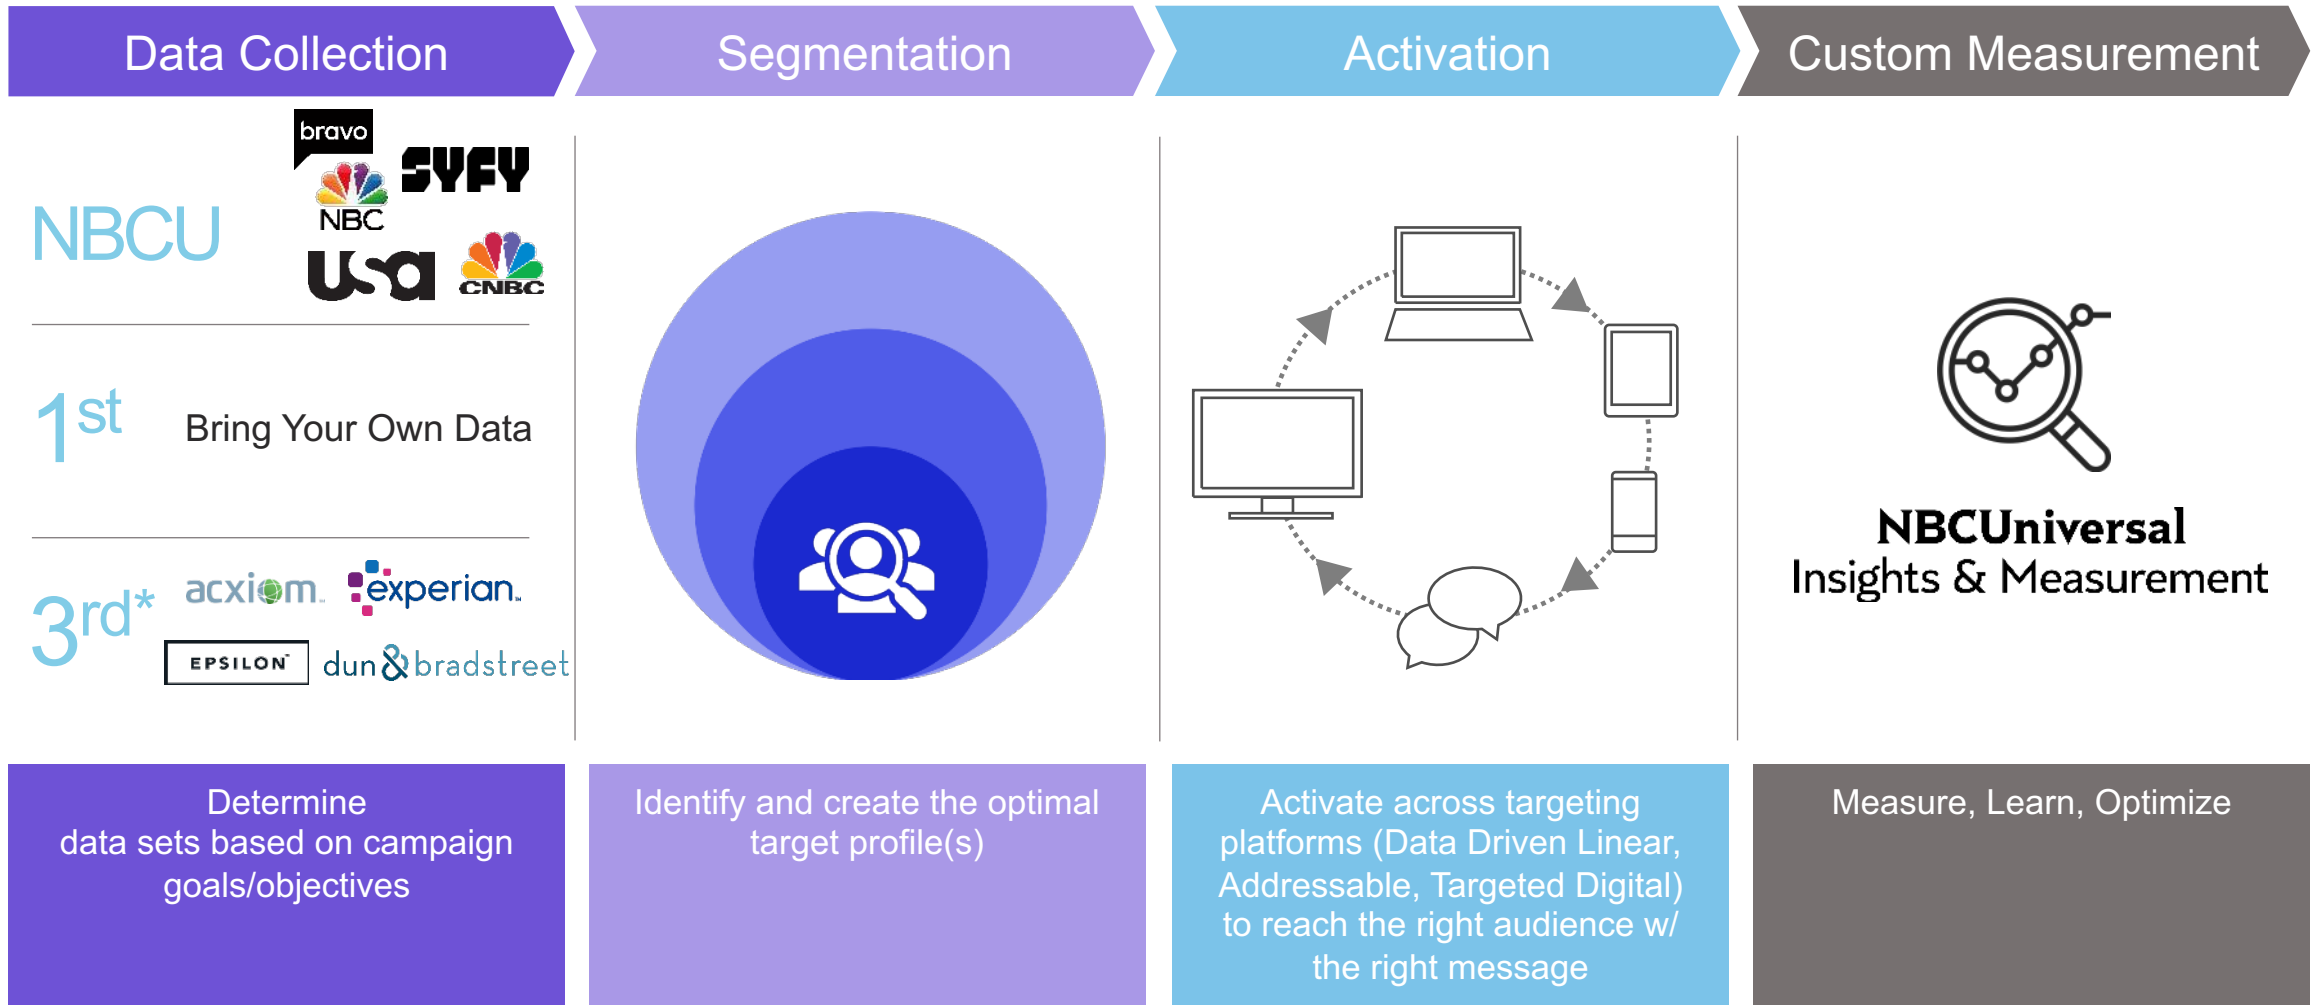 Data Collection
Segmentation
Activation
Custom Measurement
NBCU
bravo
SYFY
NBC
usa
CNBC
1st
Bring Your Own Data
3rd*
acxiom
experian
EPSILON
dun & bradstreet
NBCUniversal
Insights & Measurement
Determine
data sets based on campaign
goals/objectives
Identify and create the optimal
target profile(s)
Activate across targeting
platforms (Data Driven Linear,
Addressable, Targeted Digital)
to reach the right audience w/
the right message
Measure, Learn, Optimize